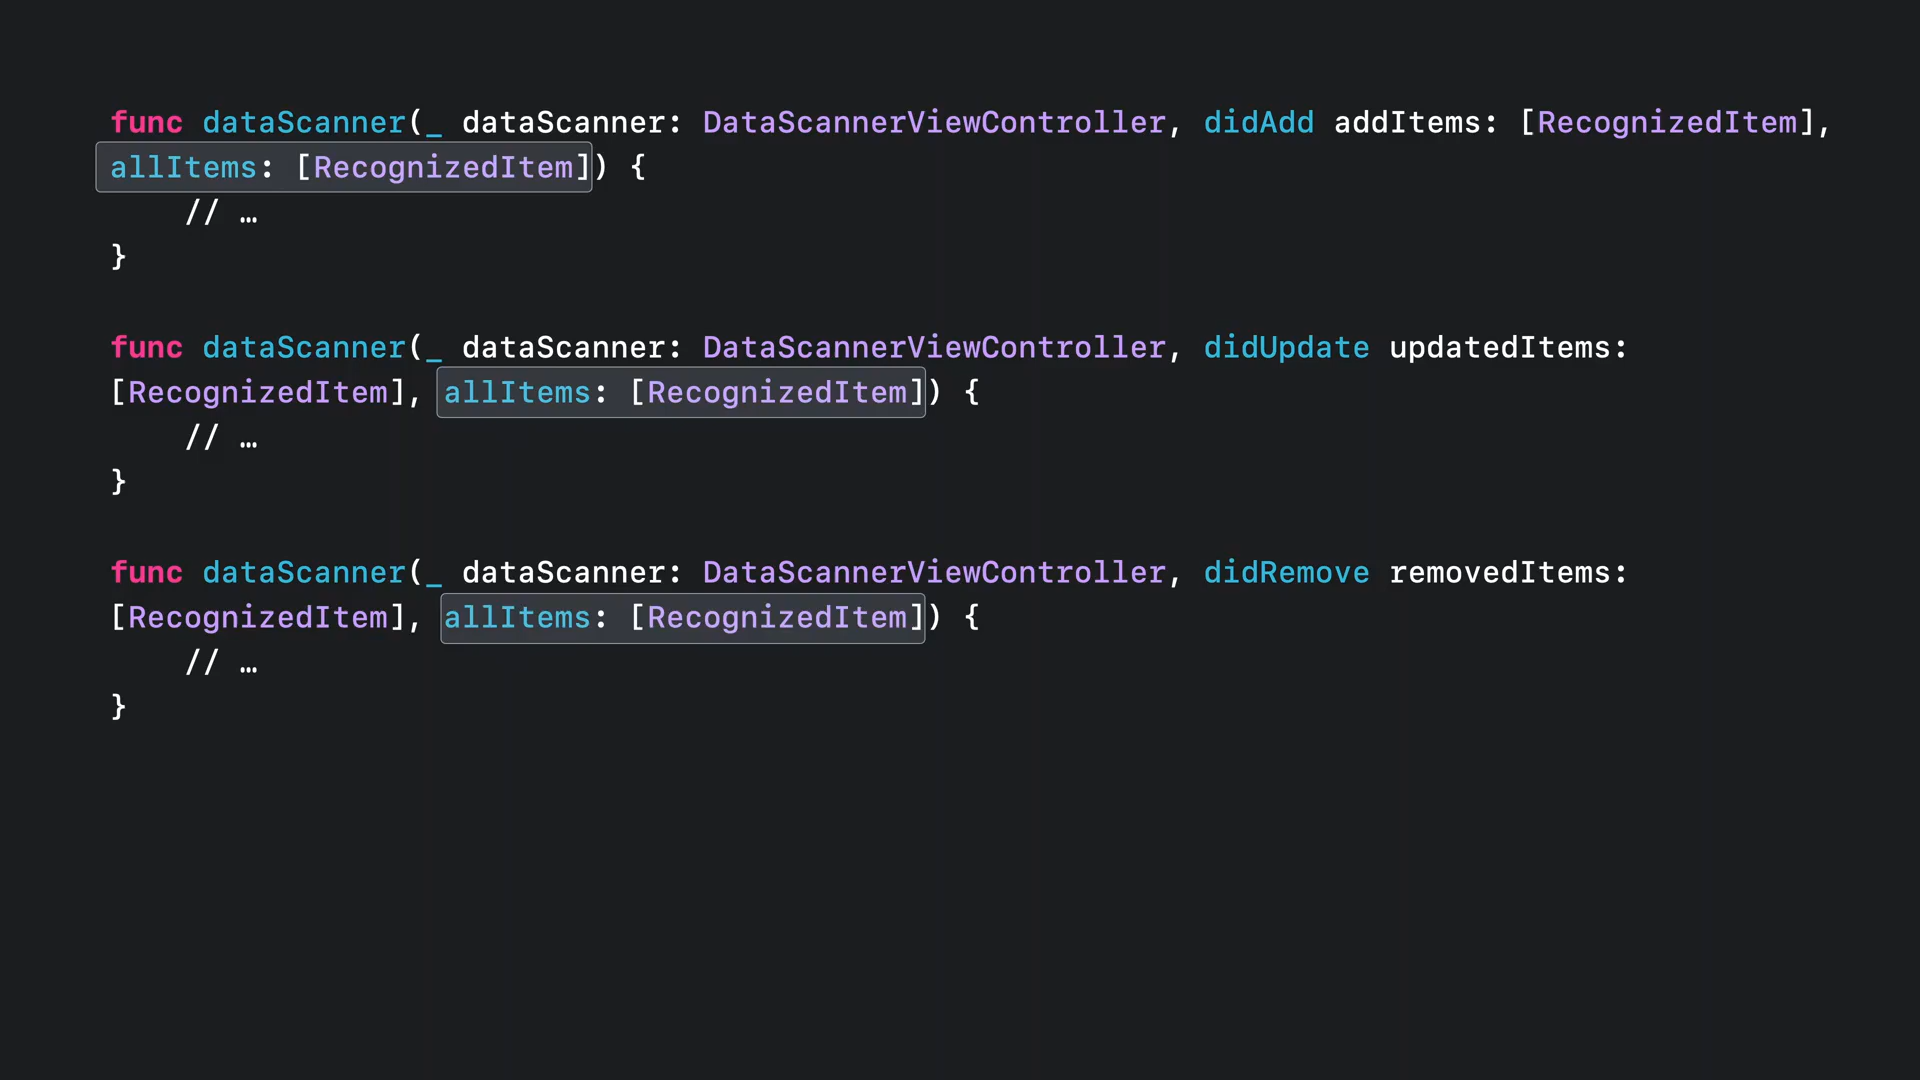 func dataScanner(_ dataScanner: DataScannerViewController, didAdd addItems: [RecognizedItem],
allItems: [RecognizedItem]) {
    // …
}
func dataScanner(_ dataScanner: DataScannerViewController, didUpdate updatedItems:
[RecognizedItem], allItems: [RecognizedItem]) {
    // …
}
func dataScanner(_ dataScanner: DataScannerViewController, didRemove removedItems:
[RecognizedItem], allItems: [RecognizedItem]) {
    // …
}